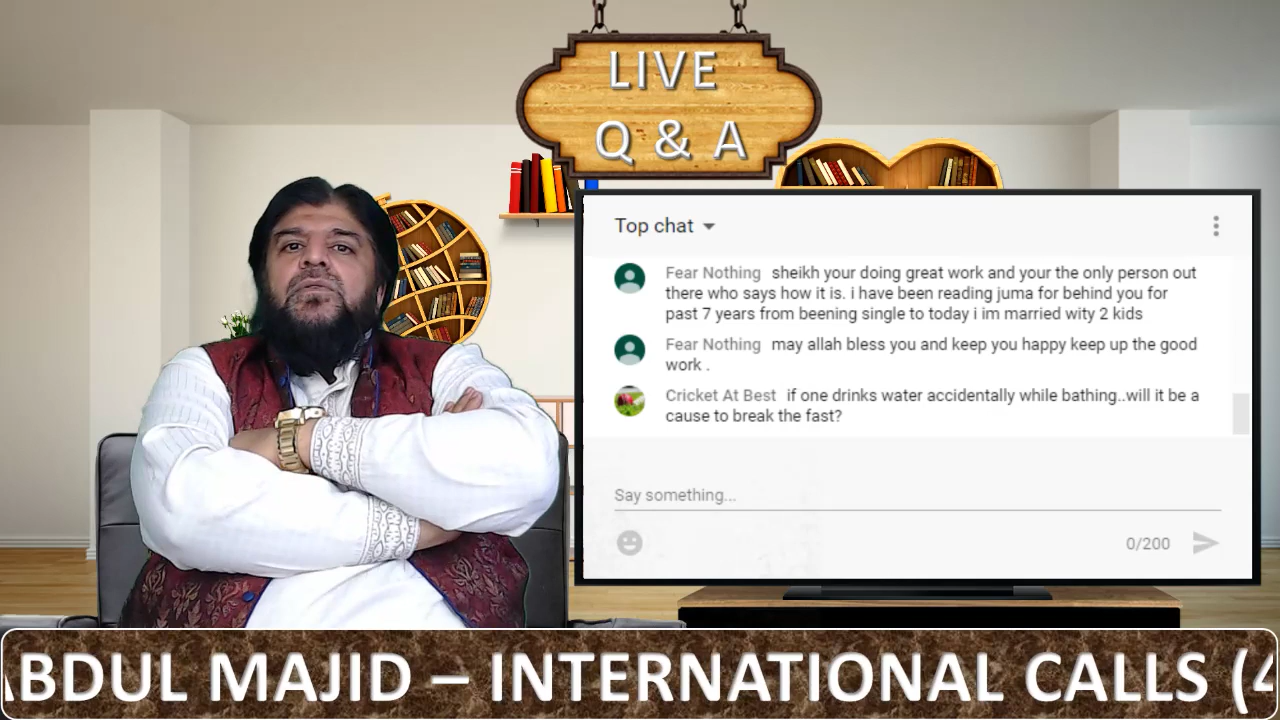 LIVE
Q & A
Top chat
Fear Nothing sheikh your doing great work and your the only person out
there who says how it is. i have been reading juma for behind you for
past 7 years from beening single to today i im married wity 2 kids
Fear Nothing may allah bless you and keep you happy keep up the good
work .
Cricket At Best if one drinks water accidentally while bathing..will it be a
cause to break the fast?
Say something...
0/200
BDUL MAJID – INTERNATIONAL CALLS (4